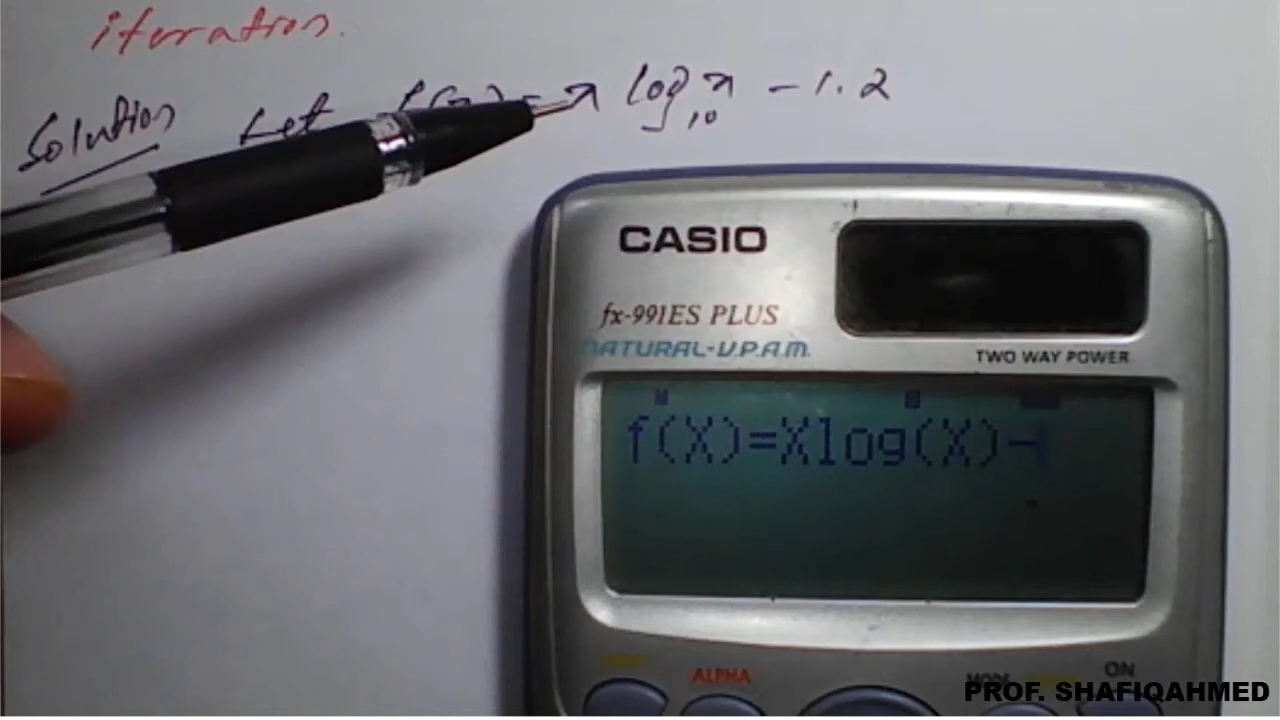 iteration.
Solution Let f(x) = x log₁₀ x - 1.2
CASIO
fx-991ES PLUS
NATURAL-V.P.A.M.
TWO WAY POWER
f(X)=Xlog(X)-
ALPHA
MODE
ON
PROF. SHAFIQAHMED